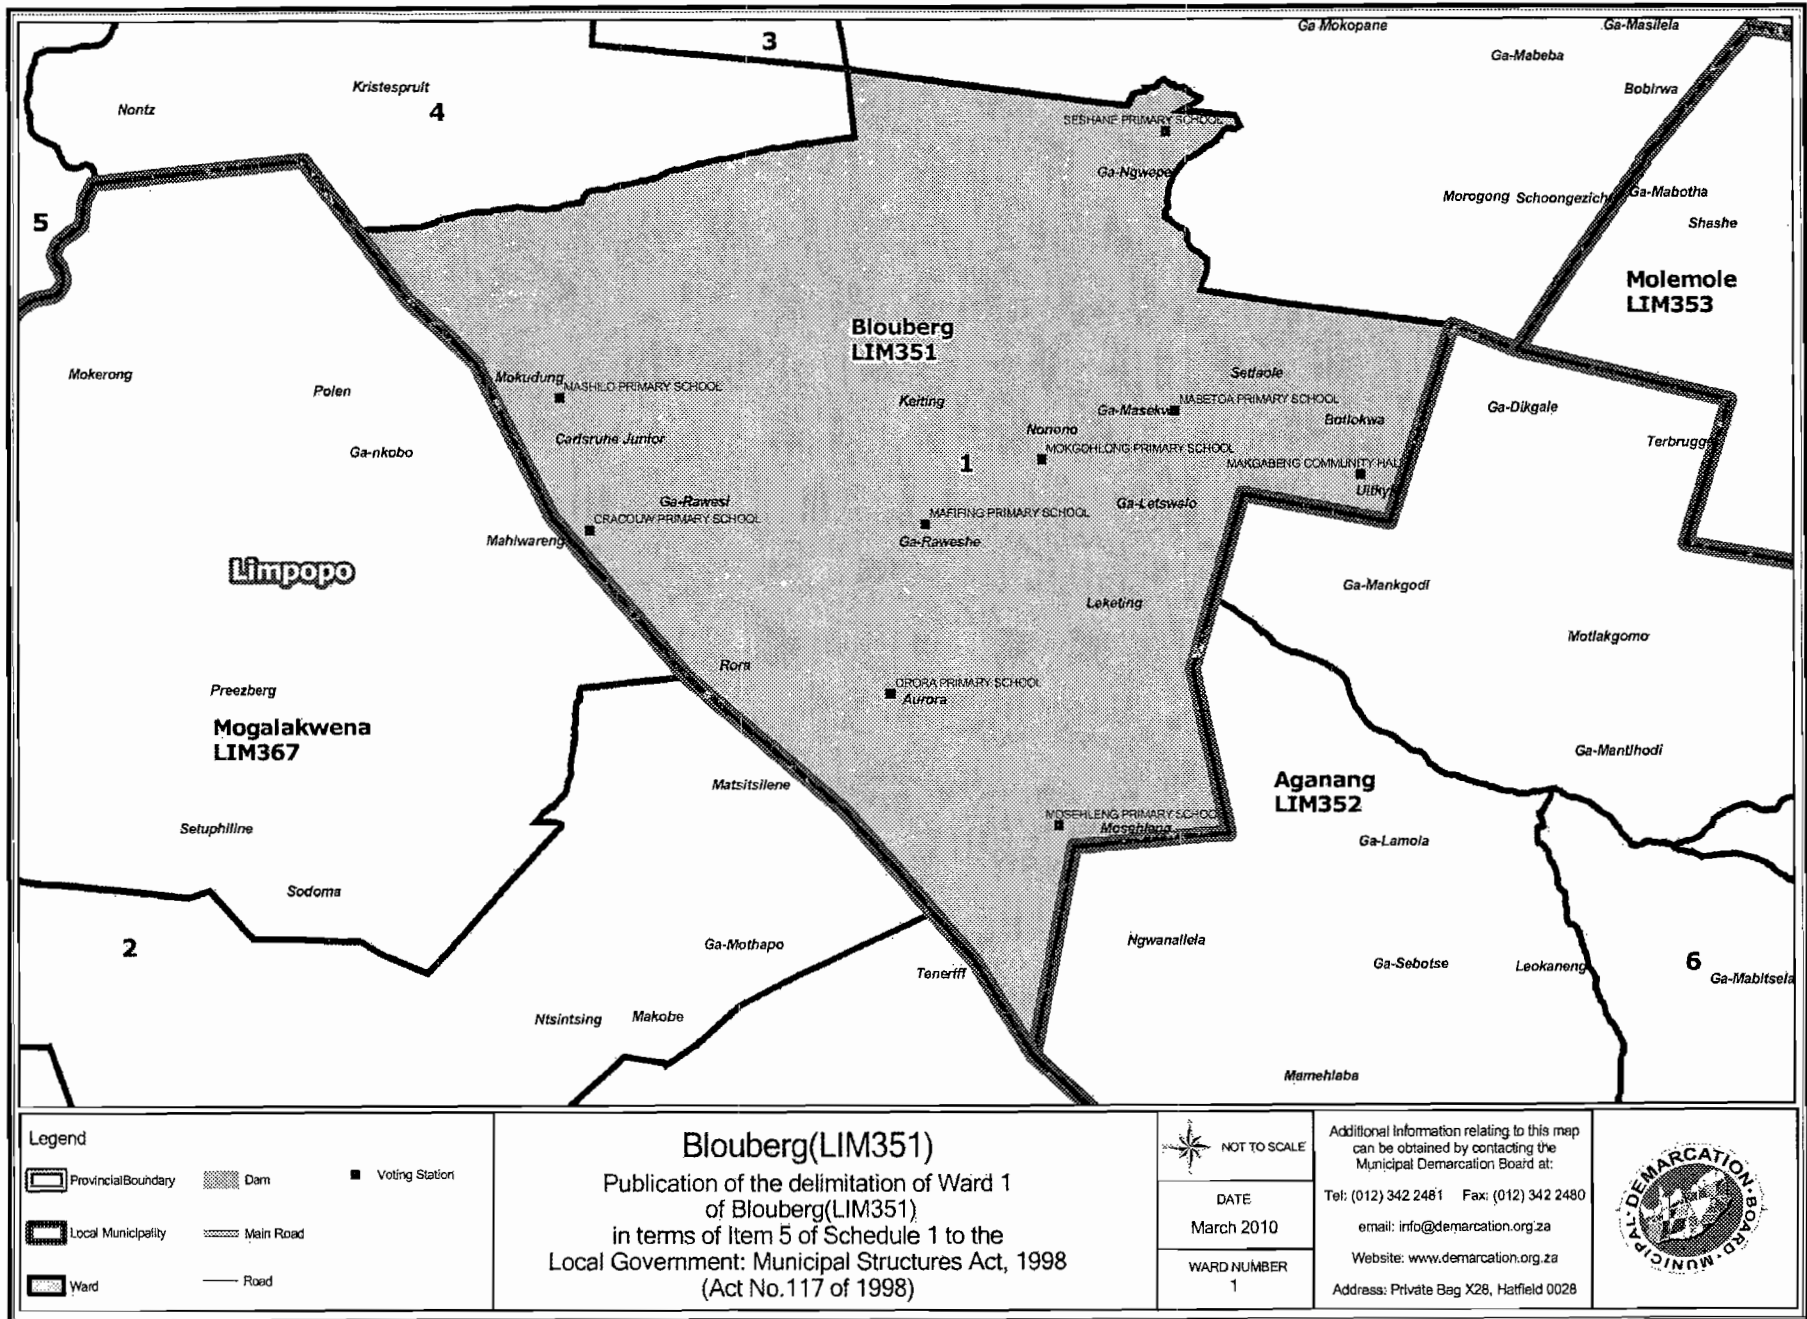 3
Ga Mokopane
Ga-Masilela
Ga-Mabeba
Kristespruit
4
Nontz
Bobirwa
SESHANE PRIMARY SCHOOL
Ga-Ngwepe
Morogong
Schoongezicht
Ga-Mabotha
5
Shashe
Molemole
LIM353
Blouberg
LIM351
Mokerong
Polen
Mokudung
MASHILO PRIMARY SCHOOL
Setlaole
Keiting
Ga-Masekwa
NABETOA PRIMARY SCHOOL
Ga-Dikgale
Botlokwa
Nonono
Terbrugg
Carlsruhe Junior
Ga-nkobo
MOKGOHLONG PRIMARY SCHOOL
1
MAKGABENG COMMUNITY HAL
Uitky
Ga-Rawesi
Ga-Letswalo
CRACOUW PRIMARY SCHOOL
MAFIFING PRIMARY SCHOOL
Mahlwareng
Ga-Raweshe
Limpopo
Ga-Mankgodi
Leketing
Motlakgomo
Rora
Preezberg
ORORA PRIMARY SCHOOL
Aurora
Mogalakwena
LIM367
Ga-Mantlhodi
Matsitsilene
Aganang
LIM352
MOSEHLENG PRIMARY SCHOOL
Mosehleng
Setuphiline
Ga-Lamola
Sodoma
2
Ga-Mothapo
Ngwanallela
Teneriff
Ga-Sebotse
Leokaneng
6
Ga-Mabitsela
Ntsintsing
Makobe
Mamehlaba
Legend
ProvincialBoundary
Dam
Voting Station
Local Municipality
Main Road
Ward
Road
Blouberg(LIM351)
Publication of the delimitation of Ward 1
of Blouberg(LIM351)
in terms of Item 5 of Schedule 1 to the
Local Government: Municipal Structures Act, 1998
(Act No.117 of 1998)
NOT TO SCALE
DATE
March 2010
WARD NUMBER
1
Additional Information relating to this map
can be obtained by contacting the
Municipal Demarcation Board at:
Tel: (012) 342 2481 Fax: (012) 342 2480
email: info@demarcation.org.za
Website: www.demarcation.org.za
Address: Private Bag X28, Hatfield 0028
MUNICIPAL DEMARCATION BOARD